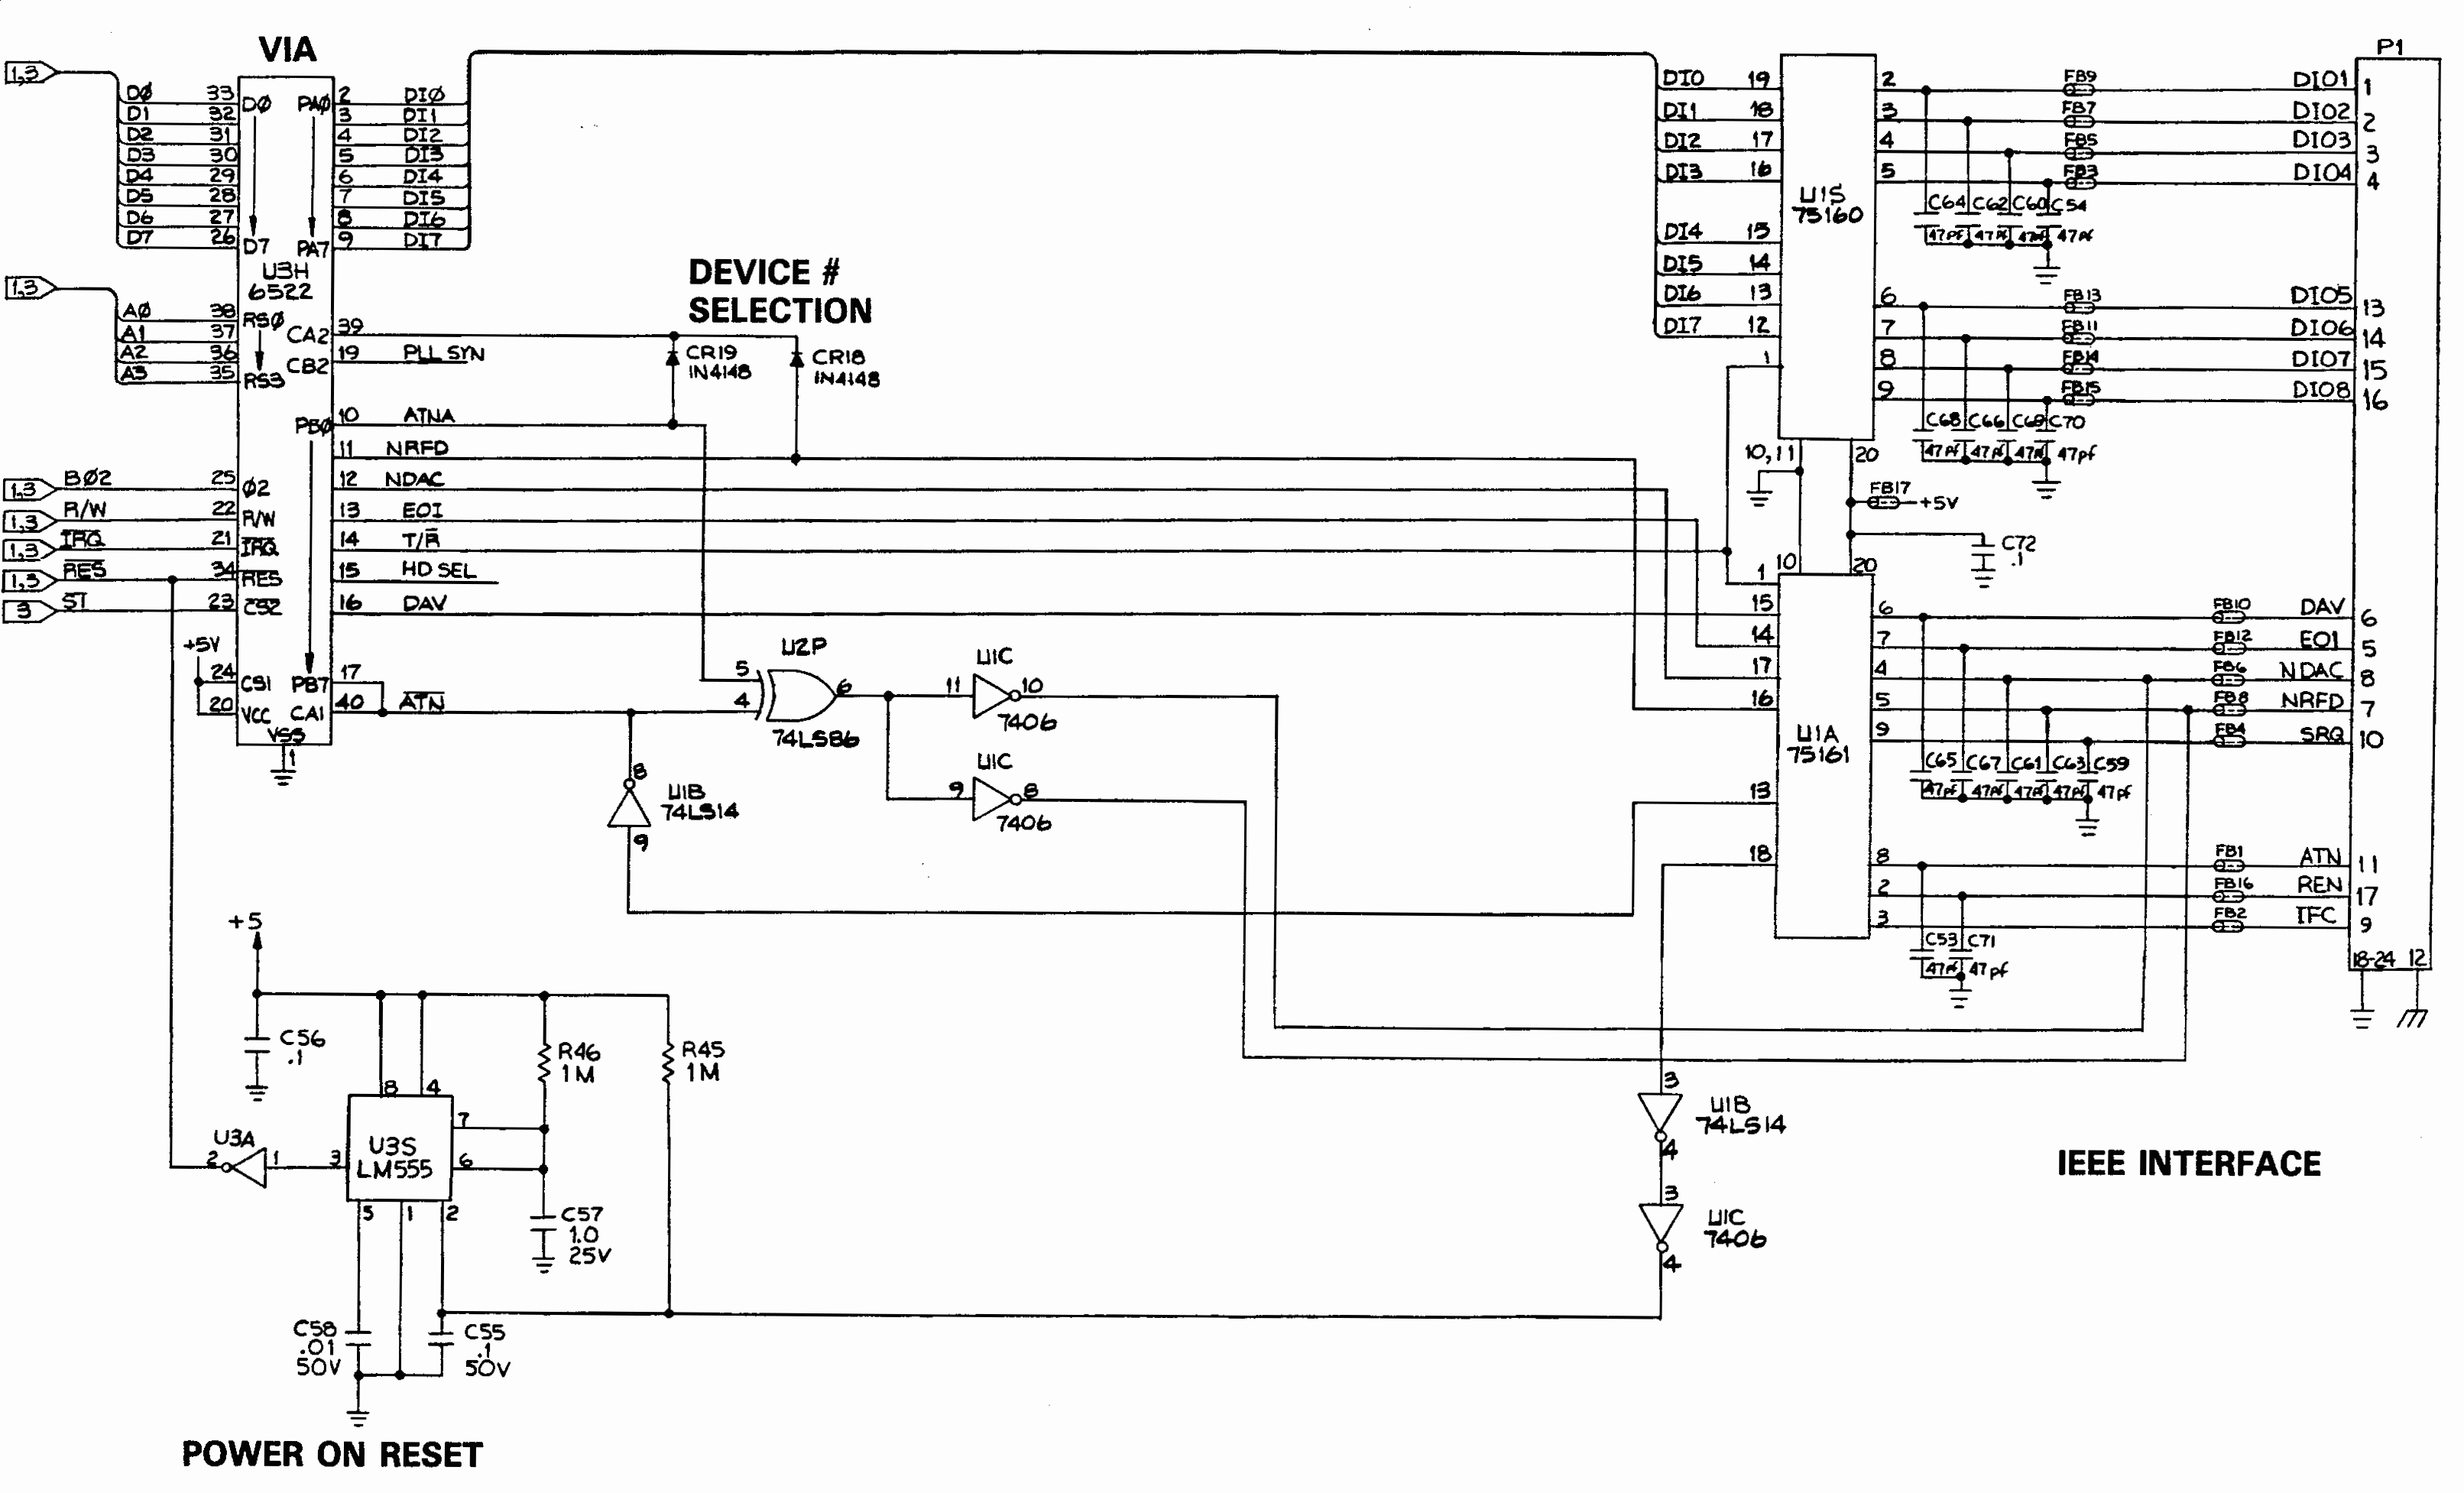 VIA
1,3
D0 33 D0 PA0 2 DI0
D1 32 3 DI1
D2 31 4 DI2
D3 30 5 DI3
D4 29 6 DI4
D5 28 7 DI5
D6 27 8 DI6
D7 26 D7 PA7 9 DI7
U3H
6522
1,3
A0 38 RS0
A1 37 CA2 39
A2 36 CB2 19 PLL SYN
A3 35 RS3
DEVICE #
SELECTION
CR19
IN4148
CR18
IN4148
PB0 10 ATNA
11 NRFD
1,3 BØ2 25 Ø2 12 NDAC
1,3 R/W 22 R/W 13 EOI
1,3 IRQ 21 IRQ 14 T/R
1,3 RES 34 RES 15 HD SEL
3 ST 23 CS2 16 DAV
+5V
24 CS1 PB7 17
20 VCC CA1 40 ATN
VSS
1
U2P
5
4
6
74LS86
U1C
11 10
7406
U1C
9 8
7406
8
U1B
74LS14
9
DI0 19
DI1 18
DI2 17
DI3 16
DI4 15
DI5 14
DI6 13
DI7 12
1
U1S
75160
2 FB9 DIO1 1
3 FB7 DIO2 2
4 FB5 DIO3 3
5 FB3 DIO4 4
C64 C62 C60 C54
47pf 47pf 47pf 47pf
6 FB13 DIO5 13
7 FB11 DIO6 14
8 FB14 DIO7 15
9 FB15 DIO8 16
C68 C66 C69 C70
47pf 47pf 47pf 47pf
P1
10,11 20
FB17
+5V
C72
.1
10 20
1
15
14
17
16
13
18
U1A
75161
6 FB10 DAV 6
7 FB12 EOI 5
4 FB6 NDAC 8
5 FB8 NRFD 7
9 FB4 SRQ 10
C65 C67 C61 C63 C59
47pf 47pf 47pf 47pf 47pf
8 FB1 ATN 11
2 FB16 REN 17
3 FB2 IFC 9
C53 C71
47pf 47pf
18-24 12
+5
C56
.1
R46
1M
R45
1M
8 4
7
6
U3S
LM555
3
U3A
2 1
5 1 2
C57
1.0
25V
C58
.01
50V
C55
.1
50V
3
U1B
74LS14
4
3
U1C
7406
4
IEEE INTERFACE
POWER ON RESET